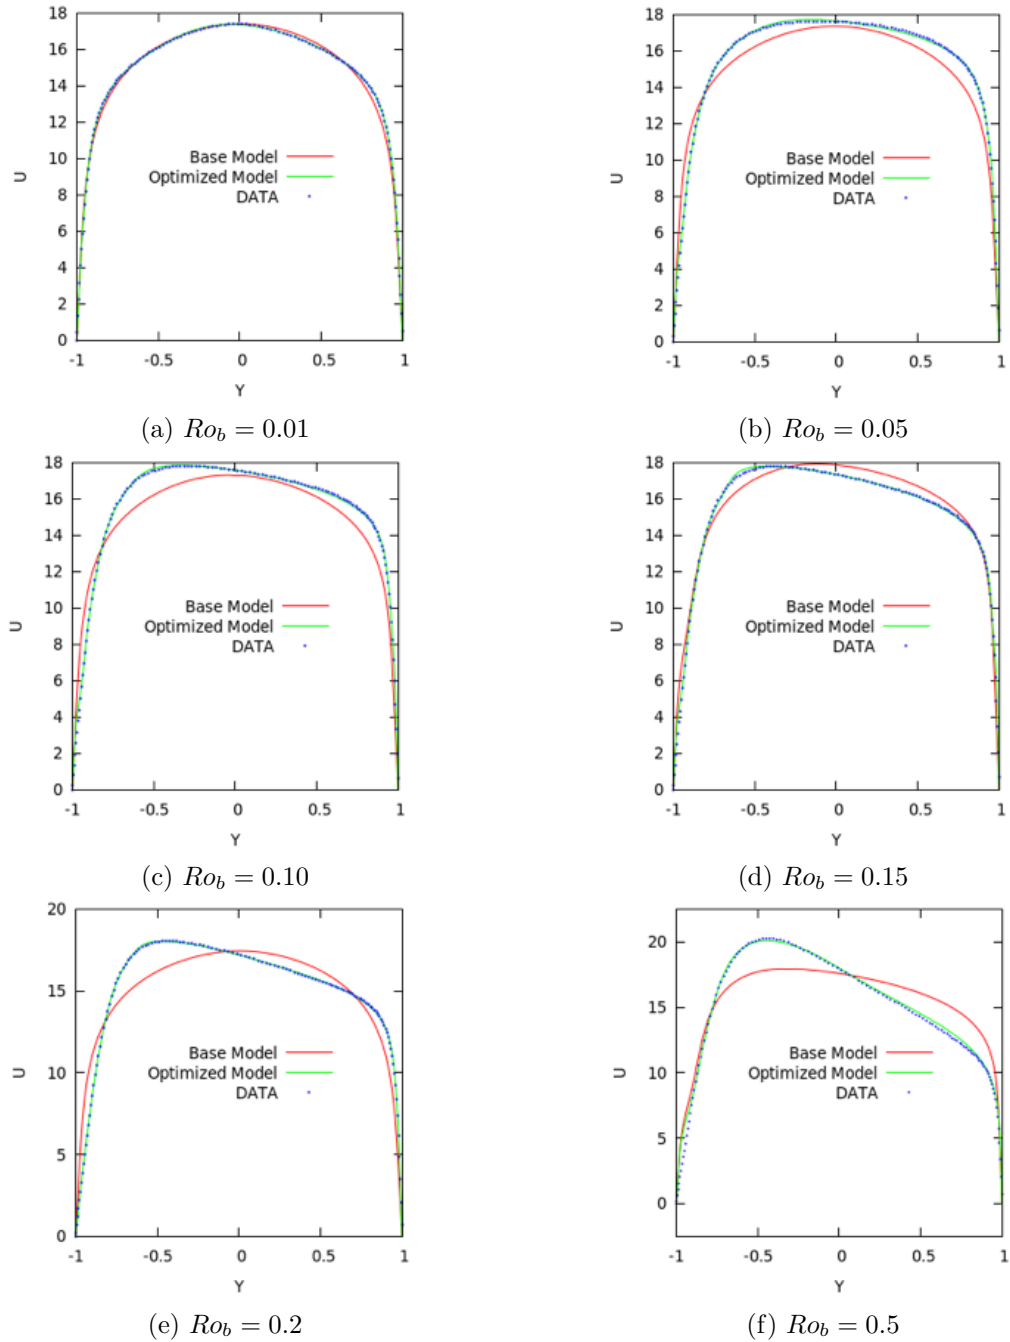 18
16
14
12
10
8
6
4
2
0
U
Base Model
Optimized Model
DATA
-1 -0.5 0 0.5 1
Y
(a) Ro_b = 0.01
18
16
14
12
10
8
6
4
2
0
U
Base Model
Optimized Model
DATA
-1 -0.5 0 0.5 1
Y
(b) Ro_b = 0.05
18
16
14
12
10
8
6
4
2
0
U
Base Model
Optimized Model
DATA
-1 -0.5 0 0.5 1
Y
(c) Ro_b = 0.10
18
16
14
12
10
8
6
4
2
0
U
Base Model
Optimized Model
DATA
-1 -0.5 0 0.5 1
Y
(d) Ro_b = 0.15
20
15
10
5
0
U
Base Model
Optimized Model
DATA
-1 -0.5 0 0.5 1
Y
(e) Ro_b = 0.2
20
15
10
5
0
U
Base Model
Optimized Model
DATA
-1 -0.5 0 0.5 1
Y
(f) Ro_b = 0.5